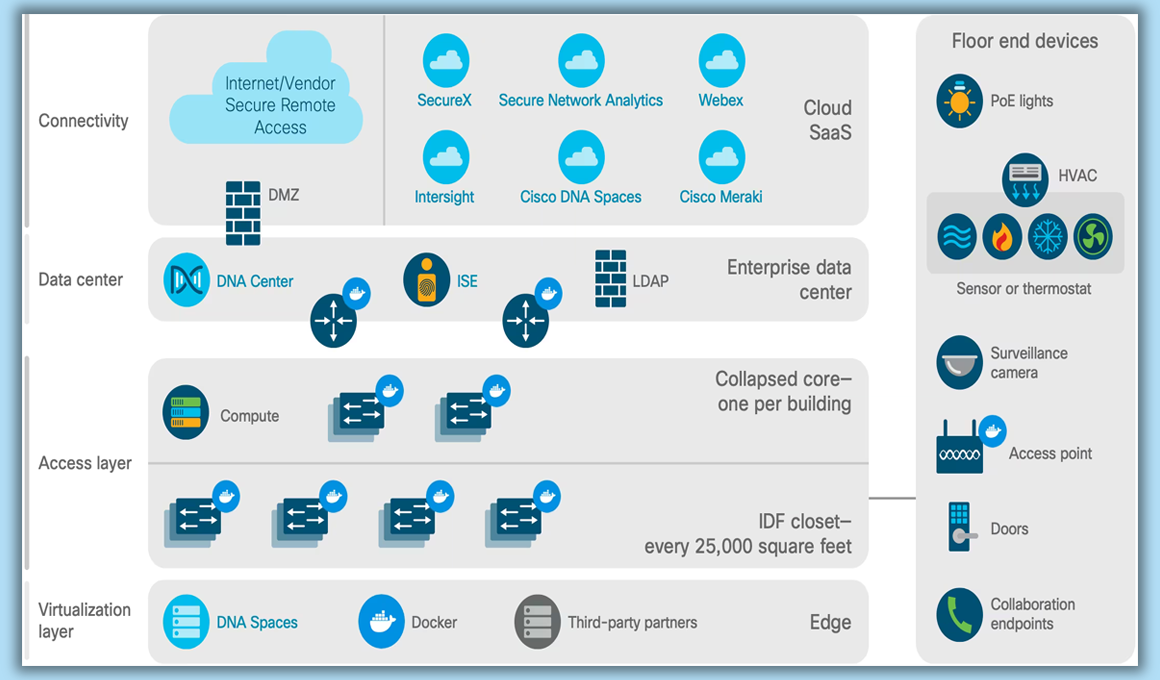 Connectivity
Internet/Vendor
Secure Remote
Access
DMZ
SecureX
Secure Network Analytics
Webex
Intersight
Cisco DNA Spaces
Cisco Meraki
Cloud
SaaS
Data center
DNA Center
ISE
LDAP
Enterprise data
center
Access layer
Compute
Collapsed core–
one per building
IDF closet–
every 25,000 square feet
Virtualization
layer
DNA Spaces
Docker
Third-party partners
Edge
Floor end devices
PoE lights
HVAC
Sensor or thermostat
Surveillance
camera
Access point
Doors
Collaboration
endpoints